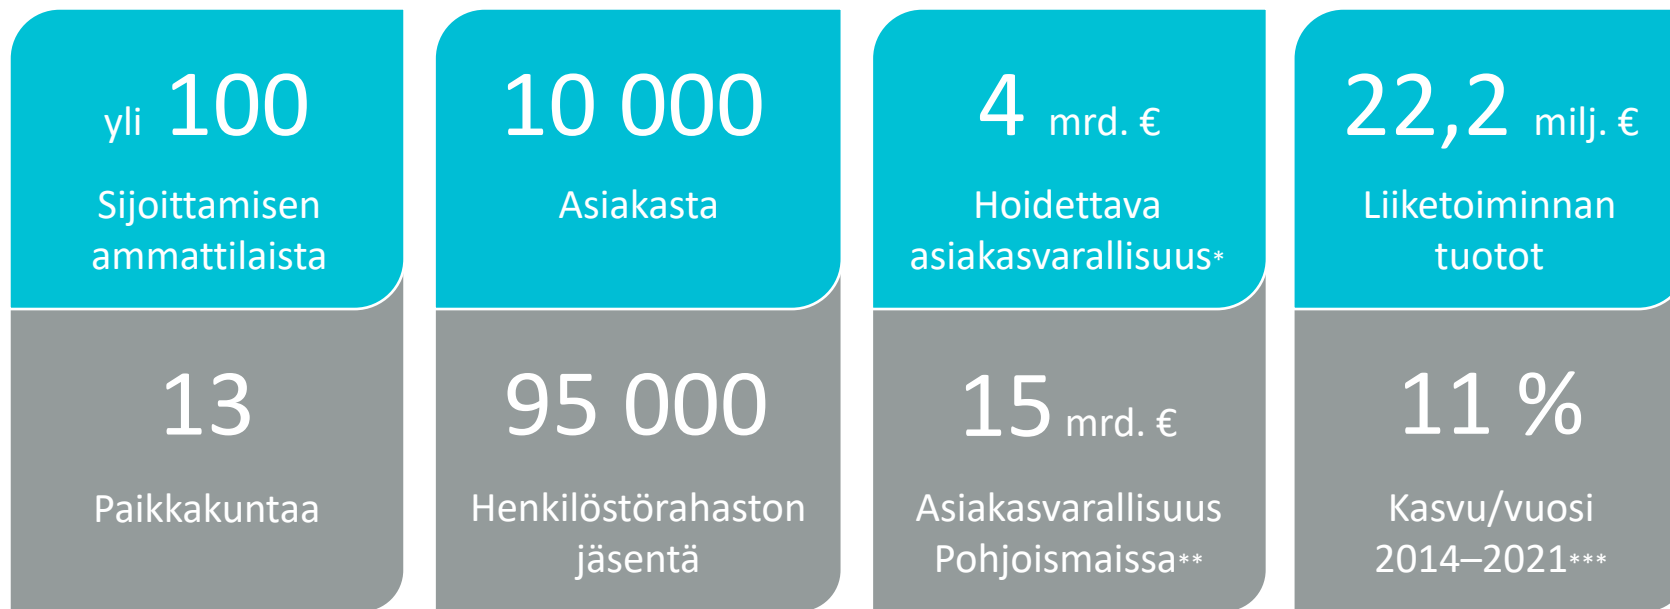 yli 100
Sijoittamisen
ammattilaista
13
Paikkakuntaa
10 000
Asiakasta
95 000
Henkilöstörahaston
jäsentä
4 mrd. €
Hoidettava
asiakasvarallisuus*
15 mrd. €
Asiakasvarallisuus
Pohjoismaissa**
22,2 milj. €
Liiketoiminnan
tuotot
11 %
Kasvu/vuosi
2014–2021***